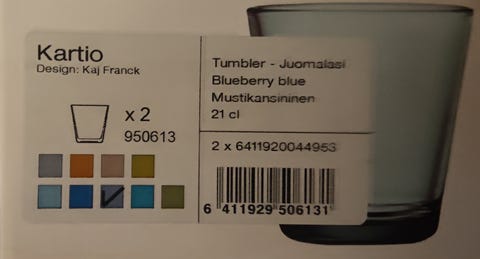 Kartio
Design: Kaj Franck
x 2
950613
Tumbler - Juomalasi
Blueberry blue
Mustikansininen
21 cl
2 x 6411920044953
6 411929 506131